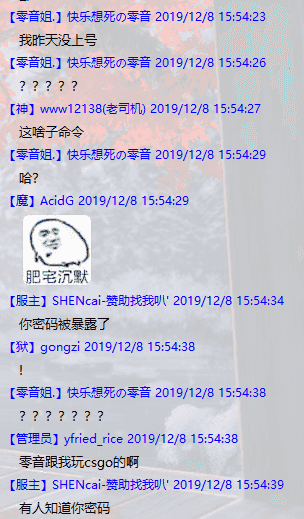 【零音姐.】快乐想死の零音 2019/12/8 15:54:23
我昨天没上号
【零音姐.】快乐想死の零音 2019/12/8 15:54:26
？？？？？
【神】www12138(老司机) 2019/12/8 15:54:27
这啥子命令
【零音姐.】快乐想死の零音 2019/12/8 15:54:29
哈?
【魔】AcidG 2019/12/8 15:54:29
肥宅沉默
【服主】SHENcai-赞助找我叭' 2019/12/8 15:54:34
你密码被暴露了
【狱】gongzi 2019/12/8 15:54:38
!
【零音姐.】快乐想死の零音 2019/12/8 15:54:38
？？？？？？？
【管理员】yfried_rice 2019/12/8 15:54:38
零音跟我玩csgo的啊
【服主】SHENcai-赞助找我叭' 2019/12/8 15:54:39
有人知道你密码